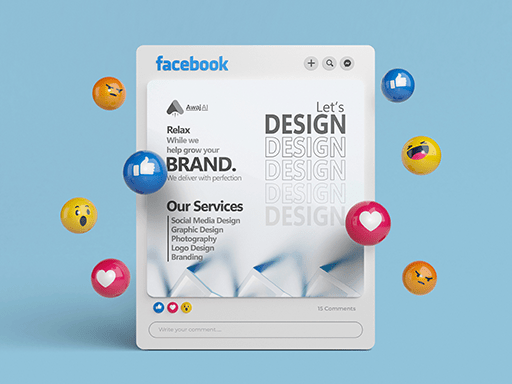 facebook
Awaj AI
Relax
While we
help grow your
BRAND.
We deliver with perfection
Let's
DESIGN
DESIGN
DESIGN
DESIGN
DESIGN
Our Services
Social Media Design
Graphic Design
Photography
Logo Design
Branding
15 Comments
Write your comment....